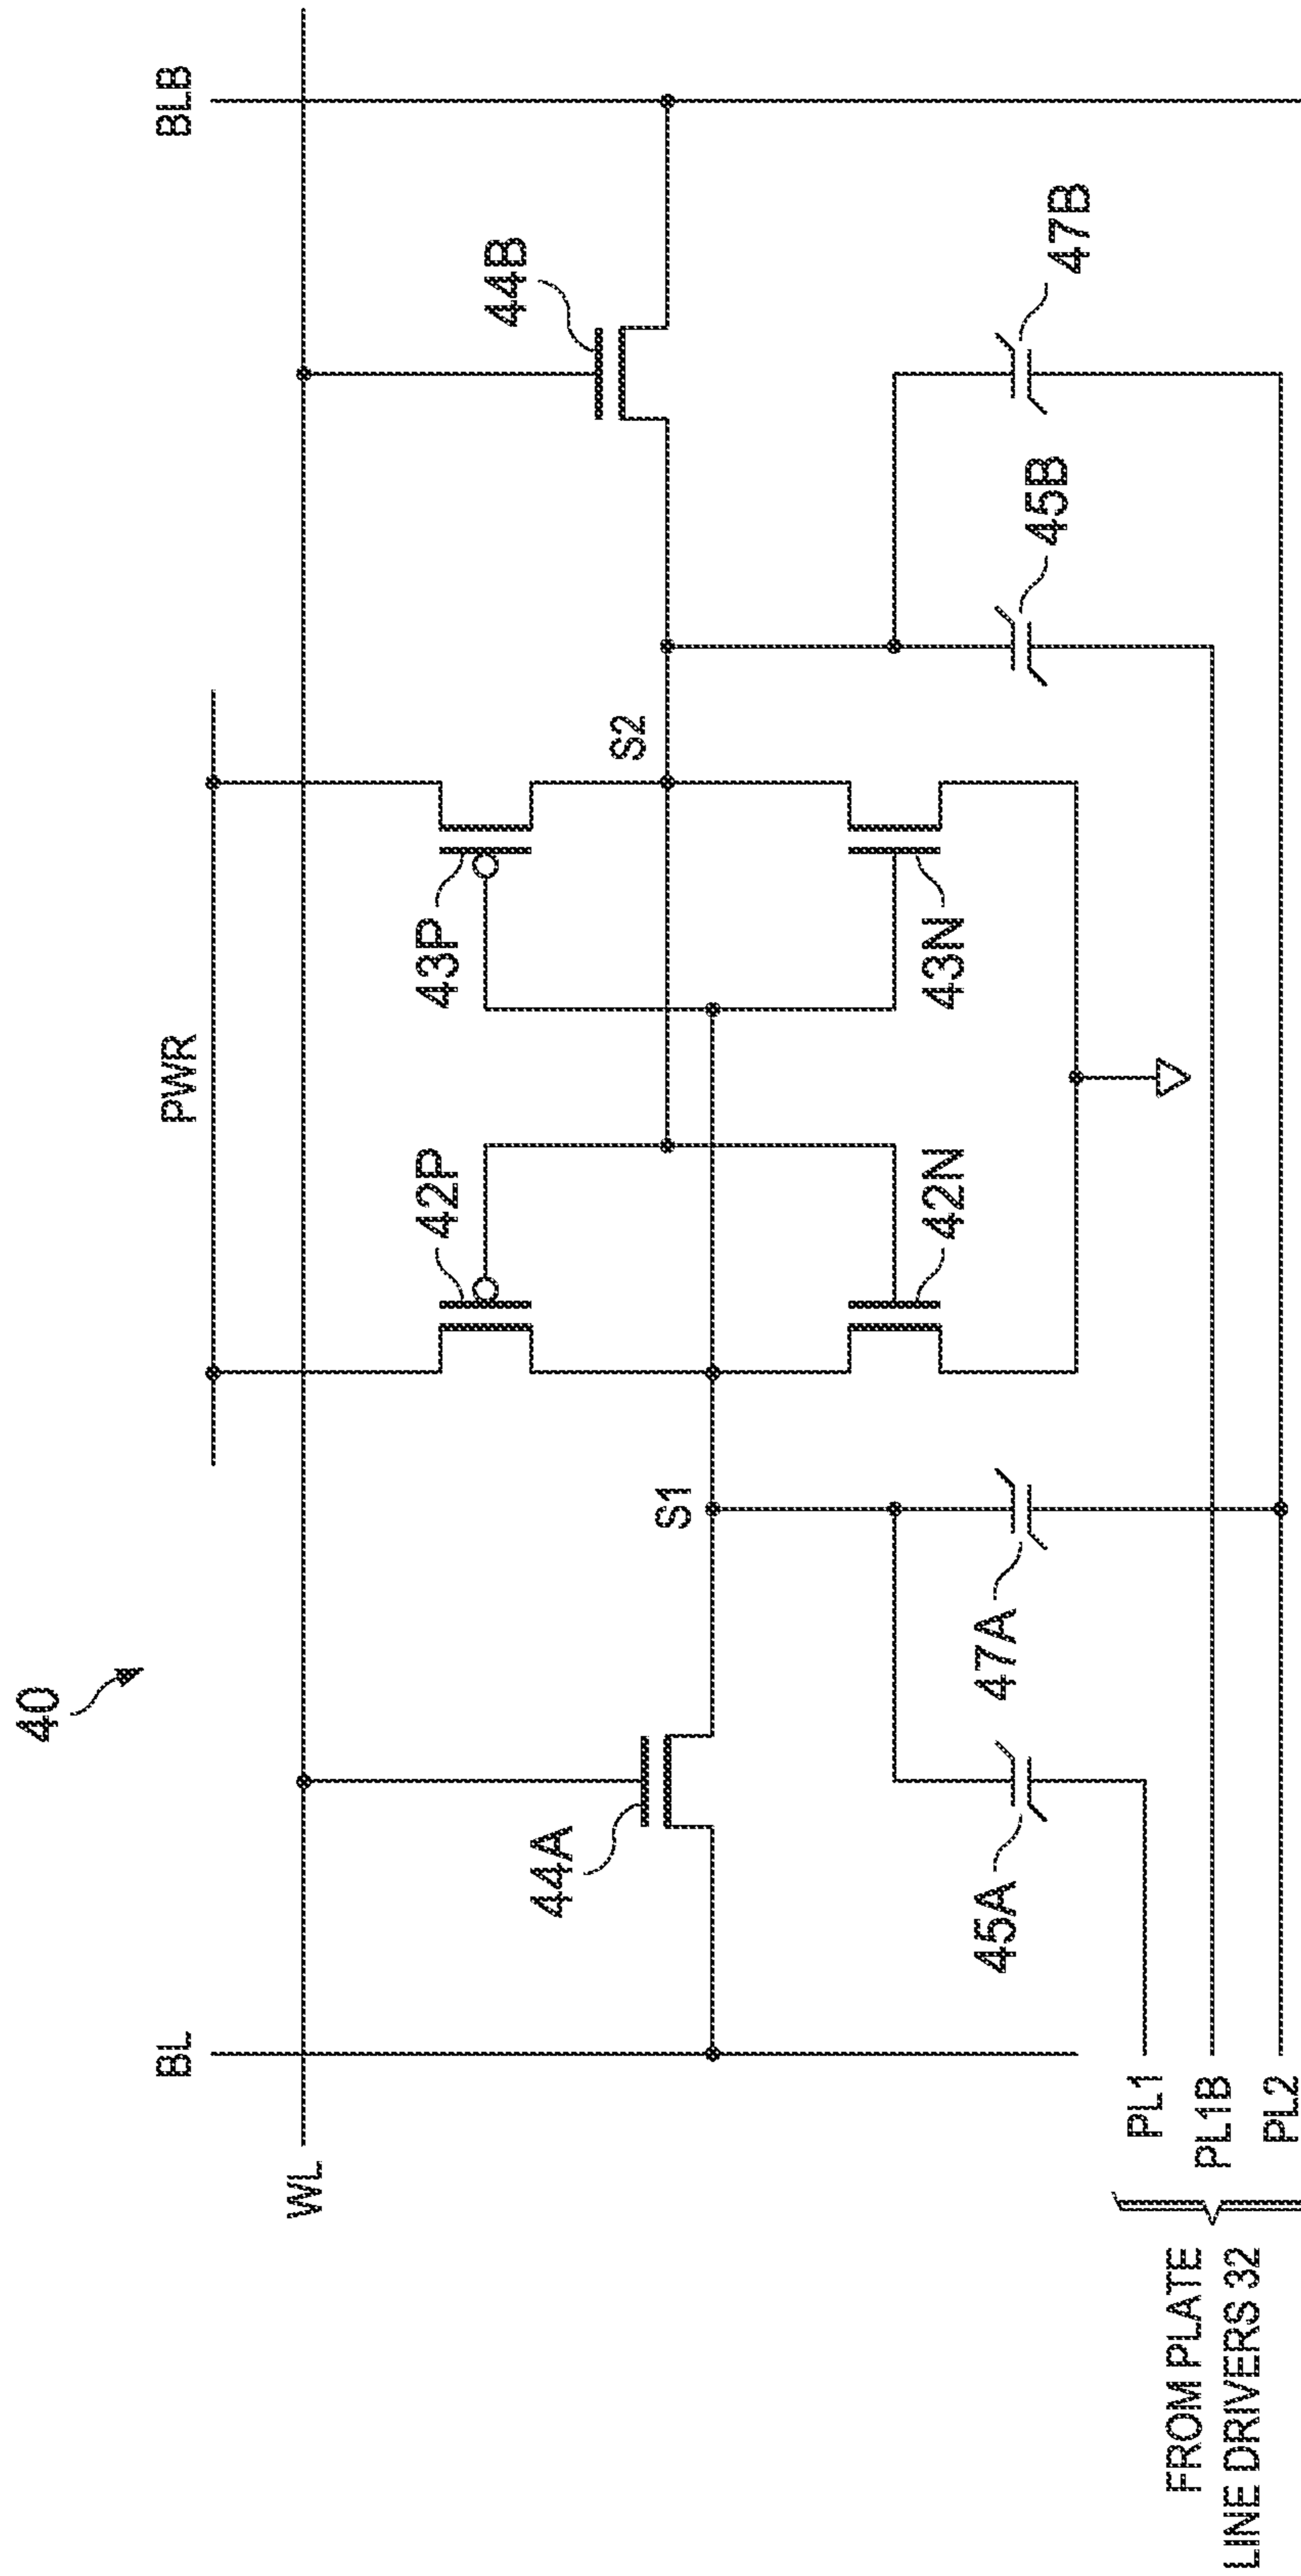 40
BL
BLB
PWR
WL
44A
44B
42P
43P
S1
S2
42N
43N
45A
47A
45B
47B
PL1
PL1B
PL2
FROM PLATE
LINE DRIVERS 32